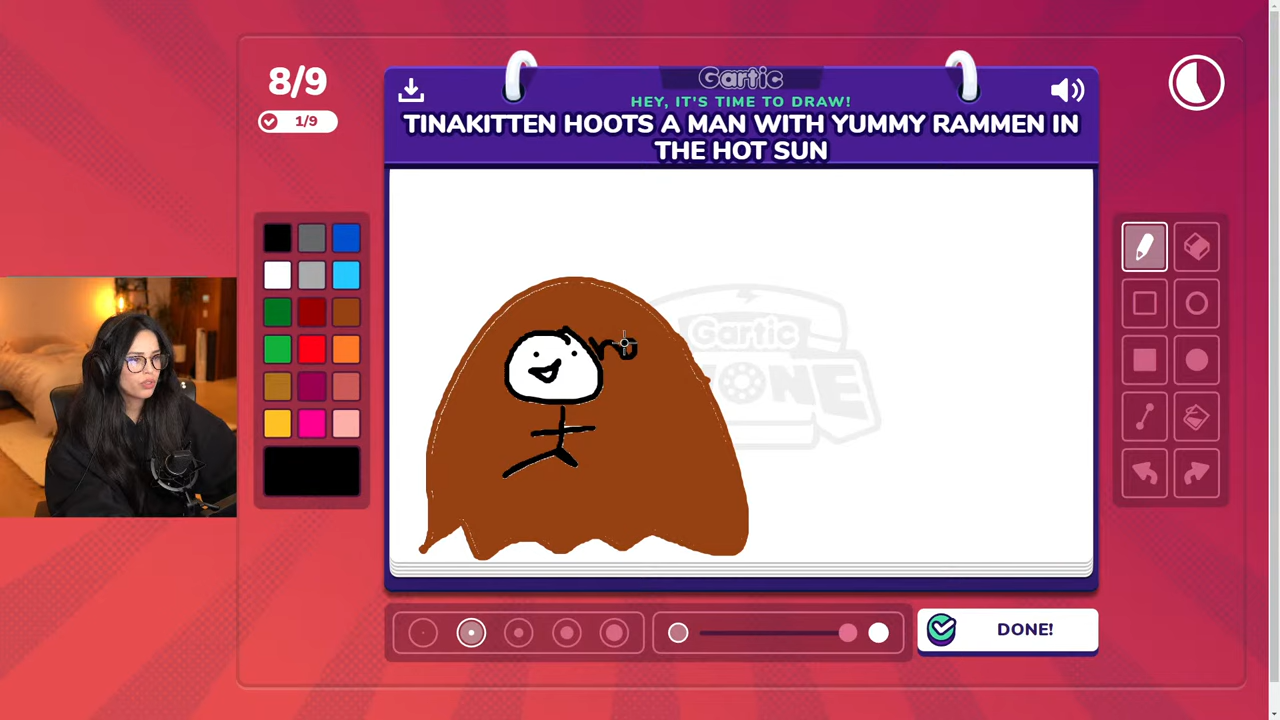 8/9
1/9
Gartic
HEY, IT'S TIME TO DRAW!
TINAKITTEN HOOTS A MAN WITH YUMMY RAMMEN IN
THE HOT SUN
Gartic
DONE!